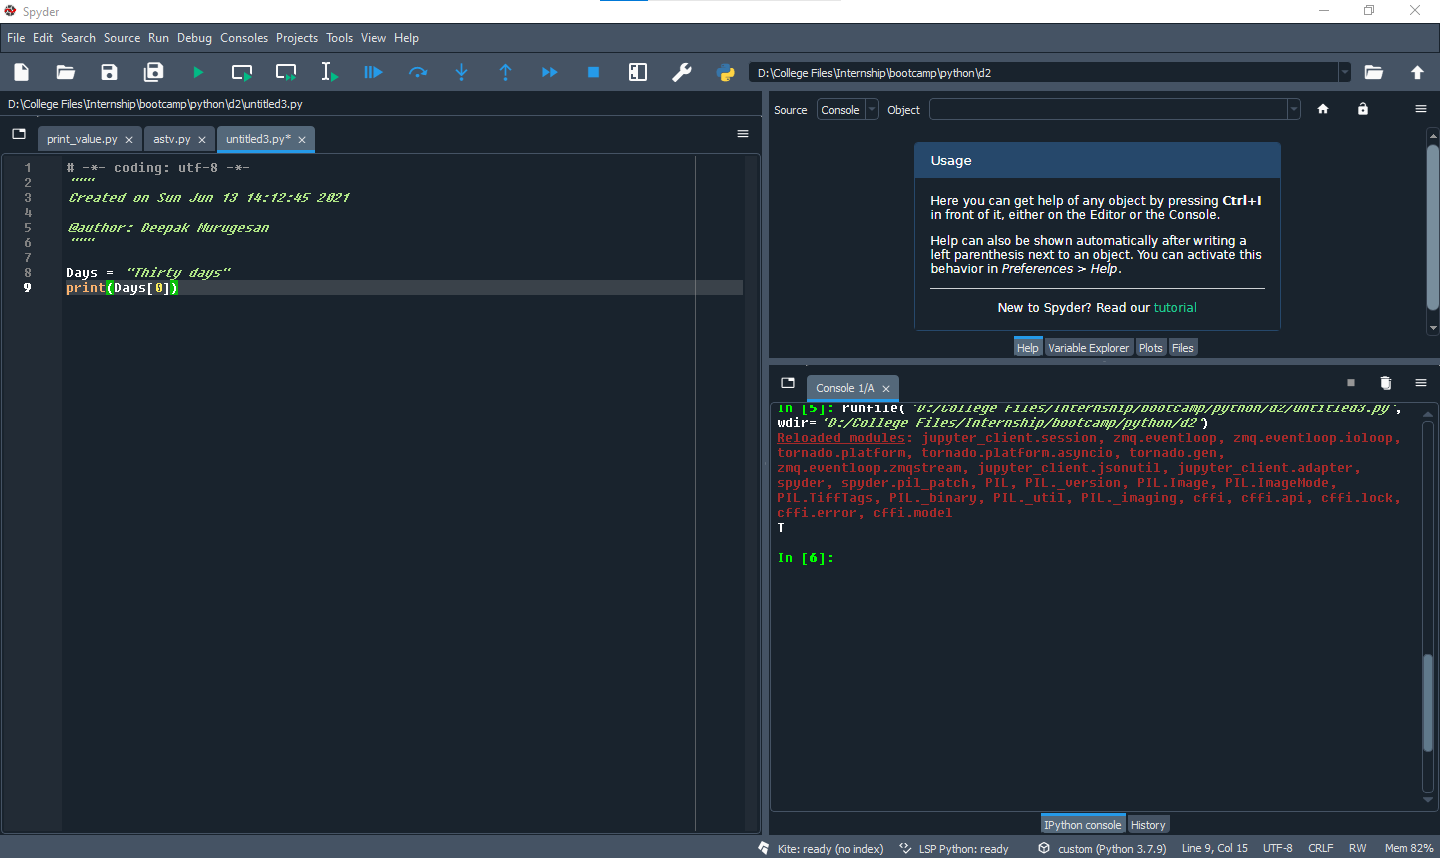 Spyder
File Edit Search Source Run Debug Consoles Projects Tools View Help
D:\College Files\Internship\bootcamp\python\d2
D:\College Files\Internship\bootcamp\python\d2\untitled3.py
print_value.py
astv.py
untitled3.py*
1 # -*- coding: utf-8 -*-
2 """
3 Created on Sun Jun 13 14:12:45 2021
4
5 @author: Deepak Murugesan
6 """
7
8 Days = "Thirty days"
9 print(Days[0])
Source Console Object
Usage
Here you can get help of any object by pressing Ctrl+I
in front of it, either on the Editor or the Console.
Help can also be shown automatically after writing a
left parenthesis next to an object. You can activate this
behavior in Preferences > Help.
New to Spyder? Read our tutorial
Help Variable Explorer Plots Files
Console 1/A
In [5]: runfile('D:/College Files/Internship/bootcamp/python/d2/untitled3.py',
wdir='D:/College Files/Internship/bootcamp/python/d2')
Reloaded modules: jupyter_client.session, zmq.eventloop, zmq.eventloop.ioloop,
tornado.platform, tornado.platform.asyncio, tornado.gen,
zmq.eventloop.zmqstream, jupyter_client.jsonutil, jupyter_client.adapter,
spyder, spyder.pil_patch, PIL, PIL._version, PIL.Image, PIL.ImageMode,
PIL.TiffTags, PIL._binary, PIL._util, PIL._imaging, cffi, cffi.api, cffi.lock,
cffi.error, cffi.model
T
In [6]:
IPython console History
Kite: ready (no index) LSP Python: ready custom (Python 3.7.9) Line 9, Col 15 UTF-8 CRLF RW Mem 82%